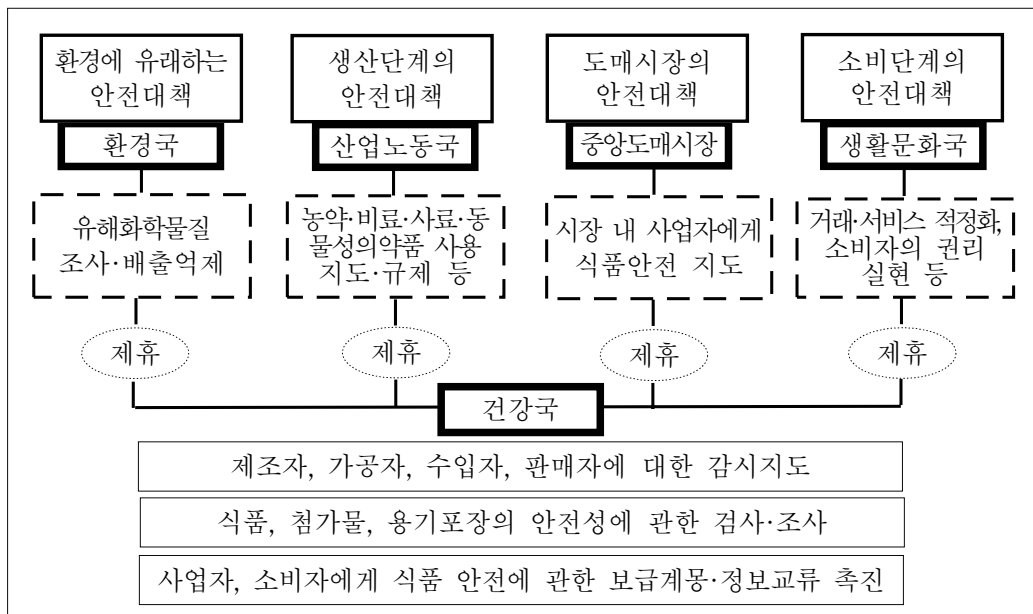 환경에 유래하는
안전대책
환경국
유해화학물질
조사·배출억제
제휴
생산단계의
안전대책
산업노동국
농약·비료·사료·동
물성의약품 사용
지도·규제 등
제휴
도매시장의
안전대책
중앙도매시장
시장 내 사업자에게
식품안전 지도
제휴
소비단계의
안전대책
생활문화국
거래·서비스 적정화,
소비자의 권리
실현 등
제휴
건강국
제조자, 가공자, 수입자, 판매자에 대한 감시지도
식품, 첨가물, 용기포장의 안전성에 관한 검사·조사
사업자, 소비자에게 식품 안전에 관한 보급계몽·정보교류 촉진